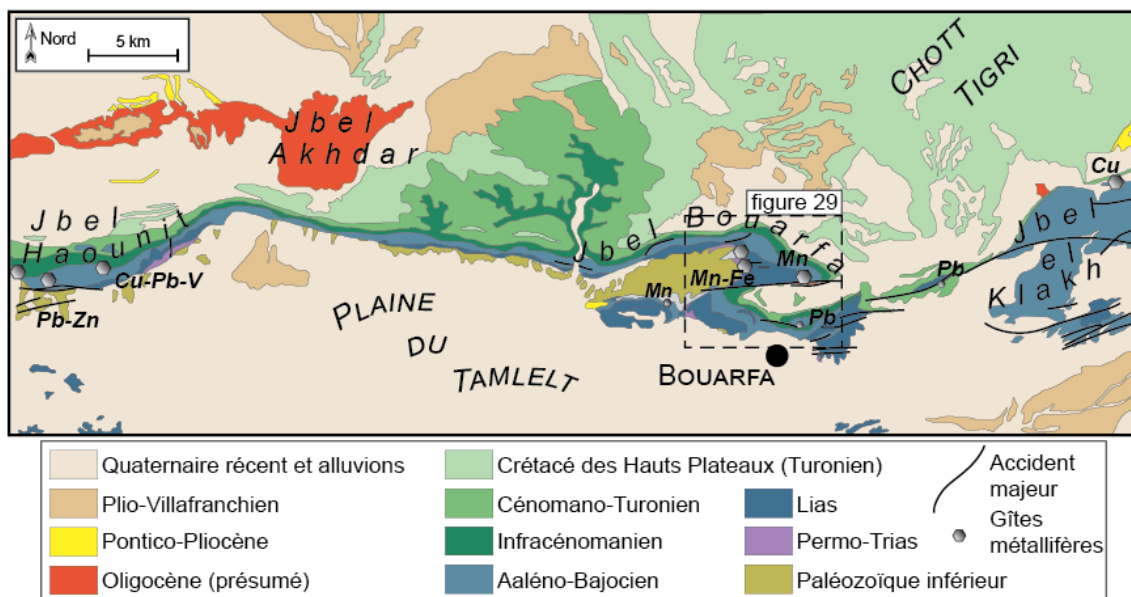 Nord
5 km
CHOTT
TIGRI
Jbel
Akhdar
Cu
figure 29
Jbel
Haounit
Jbel Bouarfa
Jbel
el
Klakh
Mn
Pb
Cu-Pb-V
Mn-Fe
Mn
Pb-Zn
Pb
PLAINE
DU
TAMLELT
BOUARFA
Quaternaire récent et alluvions
Plio-Villafranchien
Pontico-Pliocène
Oligocène (présumé)
Crétacé des Hauts Plateaux (Turonien)
Cénomano-Turonien
Infracénomanien
Aaléno-Bajocien
Lias
Permo-Trias
Paléozoïque inférieur
Accident
majeur
Gîtes
métallifères